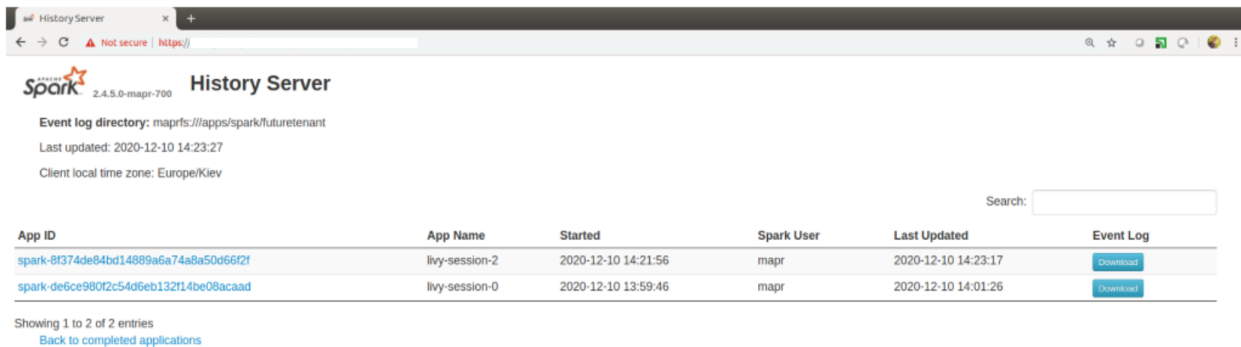 History Server
Not secure | https://
APACHE Spark 2.4.5.0-mapr-700 History Server
Event log directory: maprfs:///apps/spark/futuretenant
Last updated: 2020-12-10 14:23:27
Client local time zone: Europe/Kiev
Search:
App ID App Name Started Spark User Last Updated Event Log
spark-8f374de84bd14889a6a74a8a50d66f2f livy-session-2 2020-12-10 14:21:56 mapr 2020-12-10 14:23:17 Download
spark-de6ce980f2c54d6eb132f14be08acaad livy-session-0 2020-12-10 13:59:46 mapr 2020-12-10 14:01:26 Download
Showing 1 to 2 of 2 entries
Back to completed applications